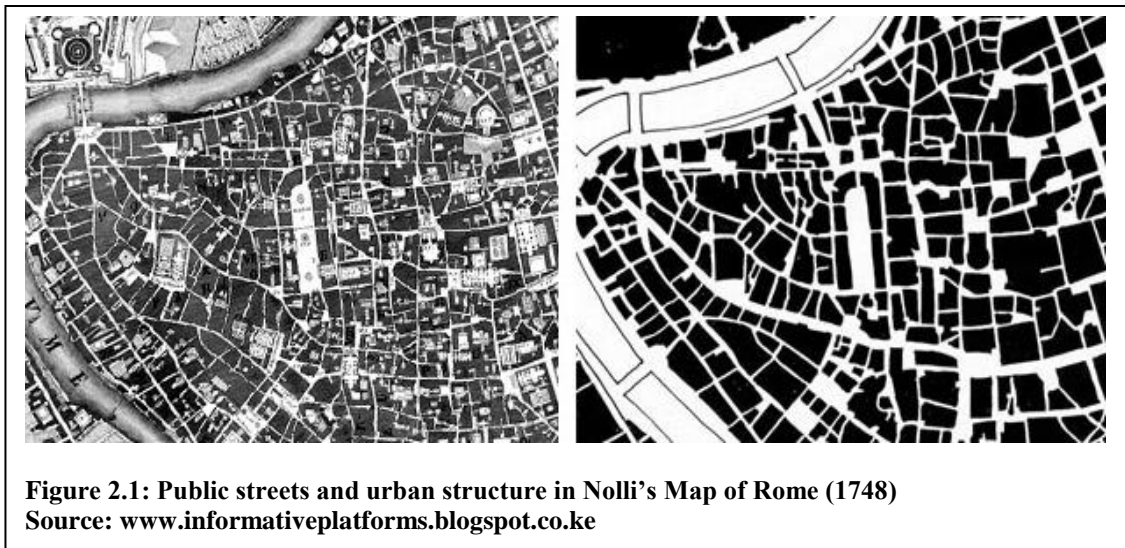 Figure 2.1: Public streets and urban structure in Nolli's Map of Rome (1748)
Source: www.informativeplatforms.blogspot.co.ke